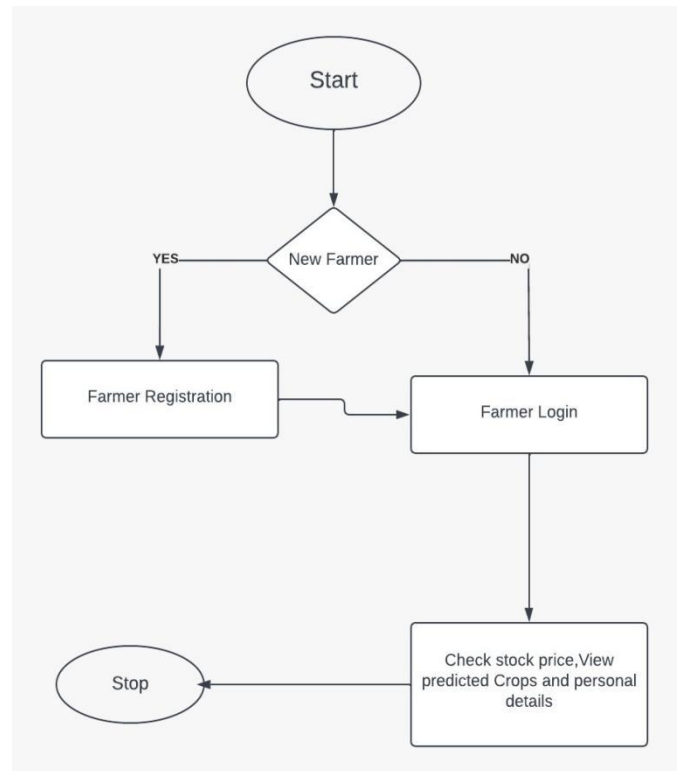 Start
New Farmer
YES
NO
Farmer Registration
Farmer Login
Check stock price,View
predicted Crops and personal
details
Stop